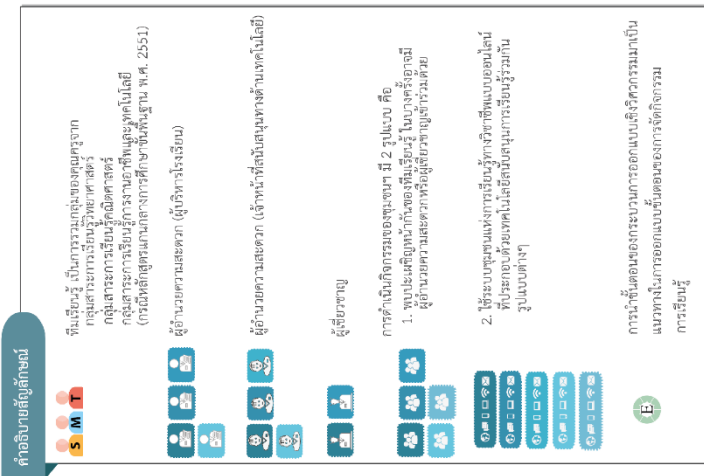 คำอธิบายสัญลักษณ์
S M T
ทีมเรียนรู้ เป็นการรวมกลุ่มของคุณครูจาก
กลุ่มสาระการเรียนรู้วิทยาศาสตร์
กลุ่มสาระการเรียนรู้คณิตศาสตร์
กลุ่มสาระการเรียนรู้การงานอาชีพและเทคโนโลยี
(กรณีหลักสูตรแกนกลางการศึกษาขั้นพื้นฐาน พ.ศ. 2551)
ผู้อำนวยความสะดวก (ผู้บริหารโรงเรียน)
ผู้อำนวยความสะดวก (เจ้าหน้าที่สนับสนุนทางด้านเทคโนโลยี)
ผู้เชี่ยวชาญ
การดำเนินกิจกรรมของชุมชนฯ มี 2 รูปแบบ คือ
1. พบปะเผชิญหน้ากันของทีมเรียนรู้ ในบางครั้งอาจมี
ผู้อำนวยความสะดวกหรือผู้เชี่ยวชาญเข้าร่วมด้วย
2. ใช้ระบบชุมชนแห่งการเรียนรู้ทางวิชาชีพแบบออนไลน์
ที่ประกอบด้วยเทคโนโลยีสนับสนุนการเรียนรู้ร่วมกัน
รูปแบบต่างๆ
E
การนำขั้นตอนของกระบวนการออกแบบเชิงวิศวกรรมมาเป็น
แนวทางในการออกแบบขั้นตอนของการจัดกิจกรรม
การเรียนรู้